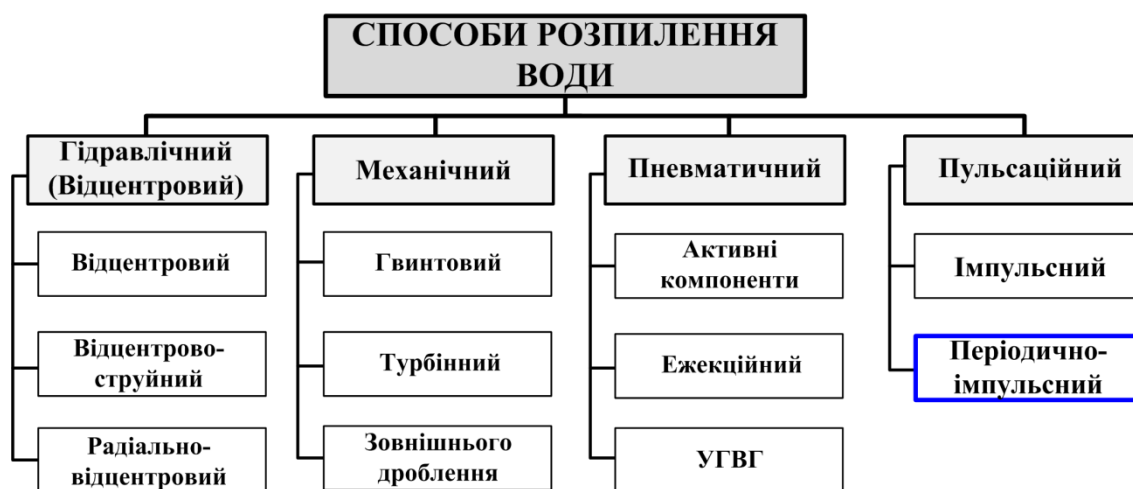 СПОСОБИ РОЗПИЛЕННЯ
ВОДИ
Гідравлічний
(Відцентровий)
Відцентровий
Відцентрово-
струйний
Радіально-
відцентровий
Механічний
Гвинтовий
Турбінний
Зовнішнього
дроблення
Пневматичний
Активні
компоненти
Ежекційний
УГВГ
Пульсаційний
Імпульсний
Періодично-
імпульсний